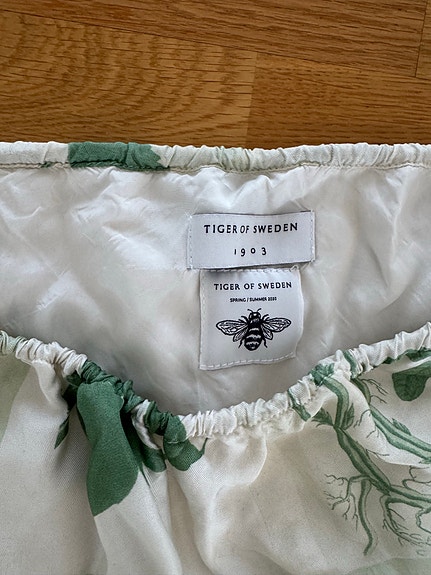 TIGER OF SWEDEN
1903
TIGER OF SWEDEN
SPRING / SUMMER 2020